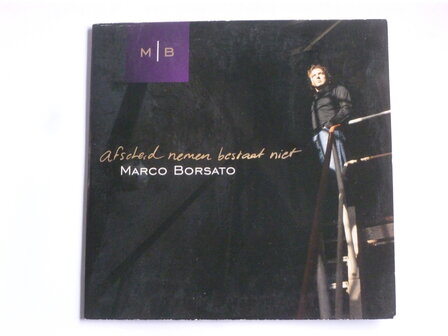 M|B
afscheid nemen bestaat niet
MARCO BORSATO